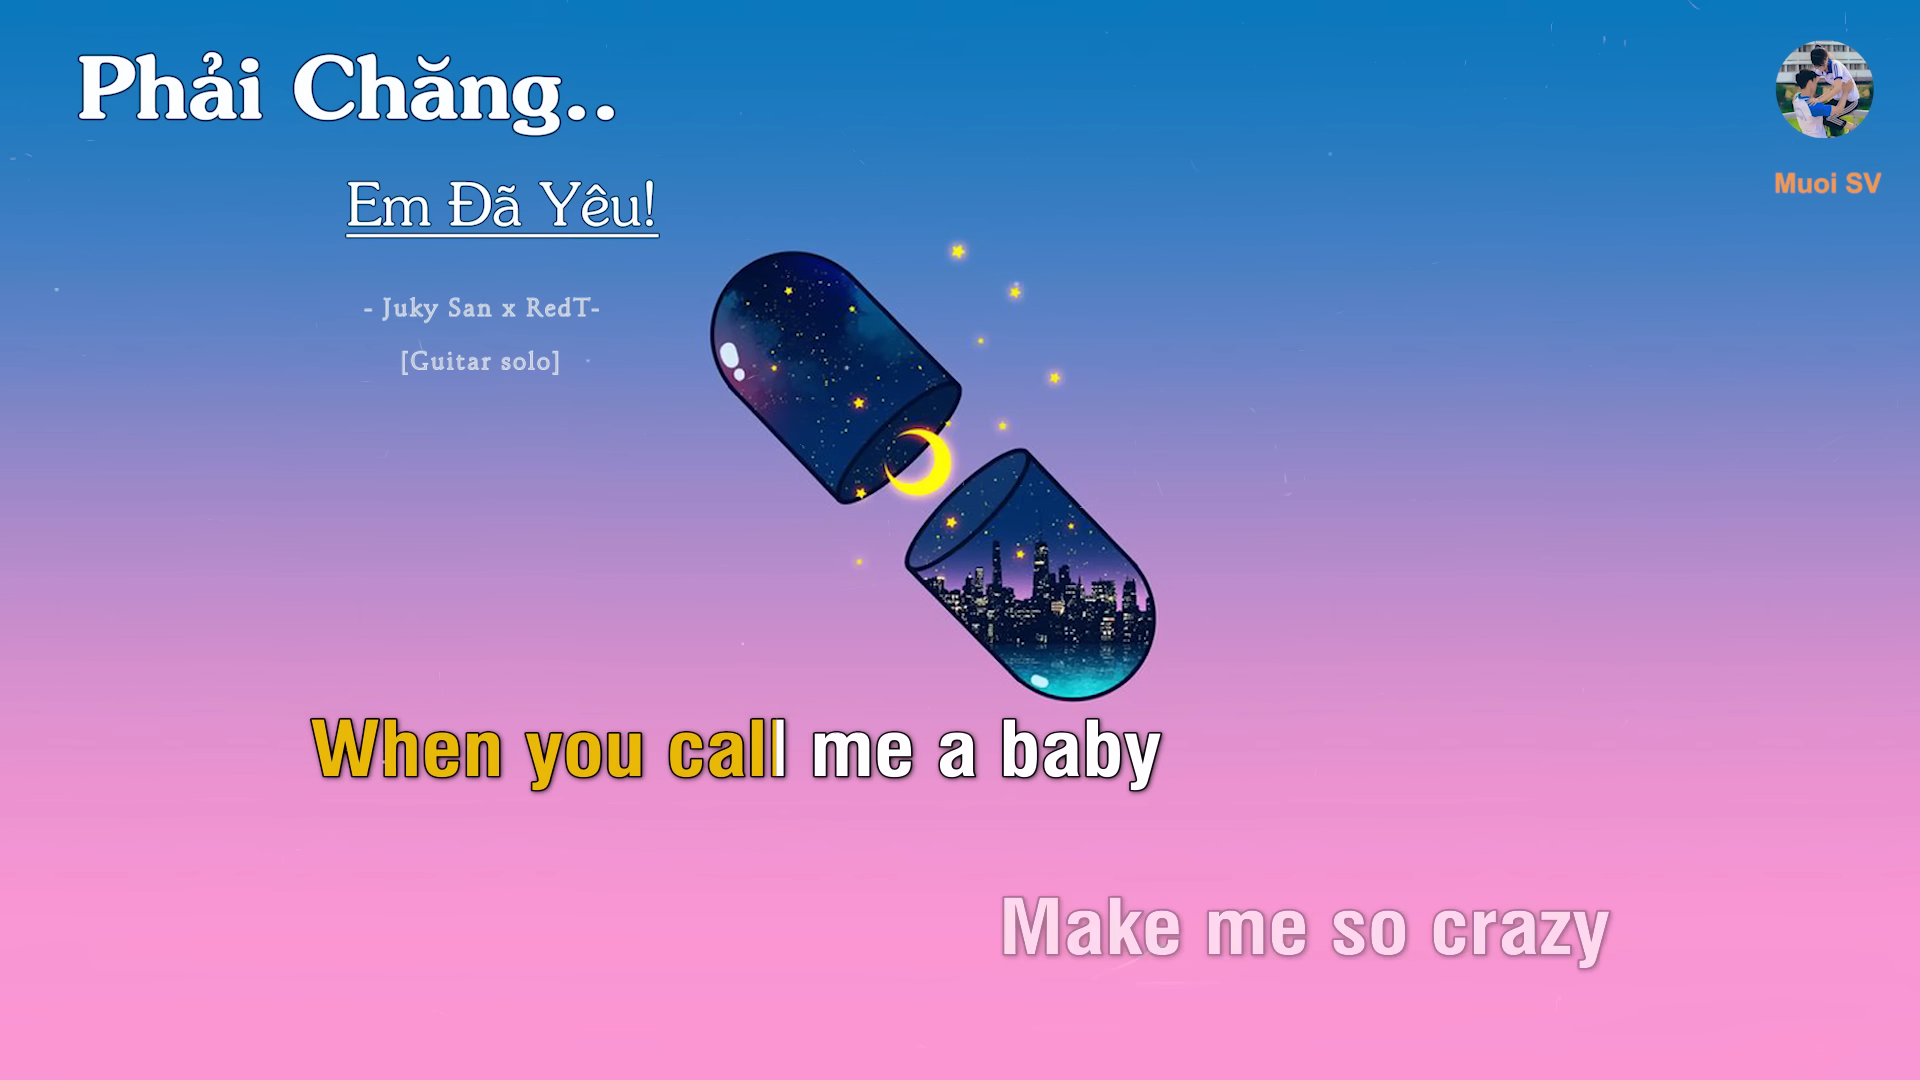 Phải Chăng..
Muoi SV
Em Đã Yêu!
- Juky San x RedT-
[Guitar solo]
When you call me a baby
Make me so crazy